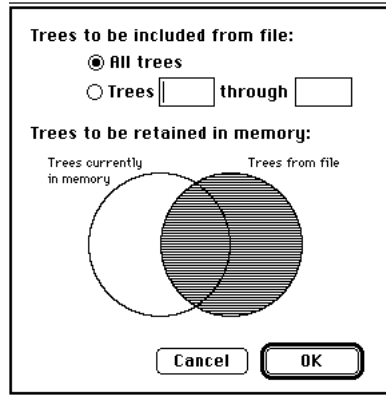 Trees to be included from file:
All trees
Trees through
Trees to be retained in memory:
Trees currently
in memory
Trees from file
Cancel OK